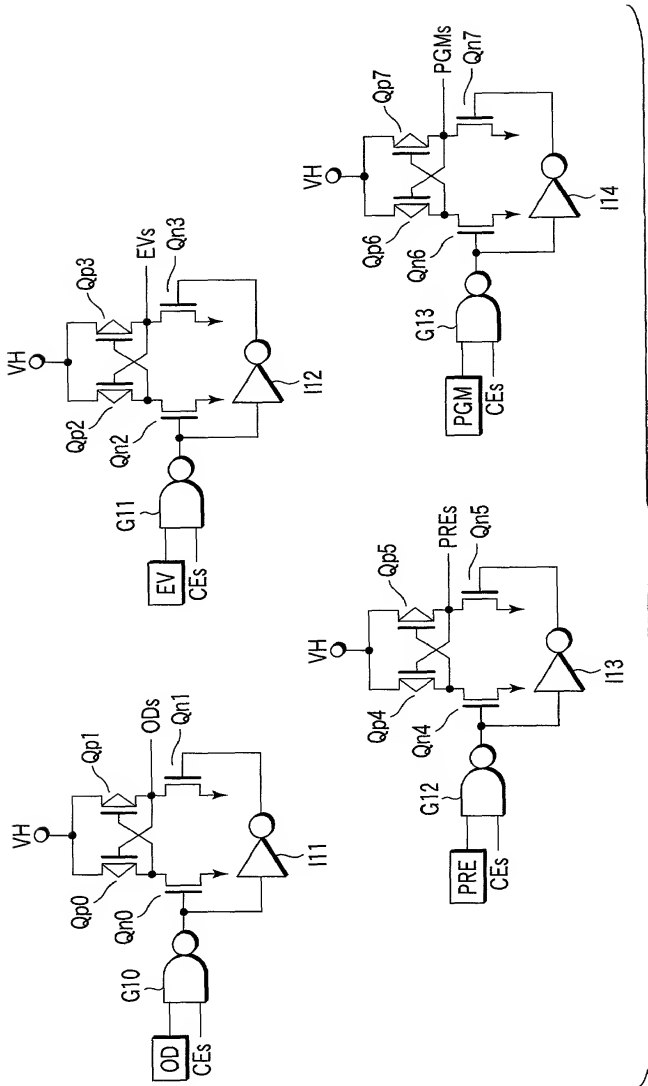 VH
Qp0
Qp1
ODs
Qn0
Qn1
G10
OD
CEs
I11
VH
Qp2
Qp3
EVs
Qn2
Qn3
G11
EV
CEs
I12
VH
Qp4
Qp5
PREs
Qn4
Qn5
G12
PRE
CEs
I13
VH
Qp6
Qp7
PGMs
Qn6
Qn7
G13
PGM
CEs
I14